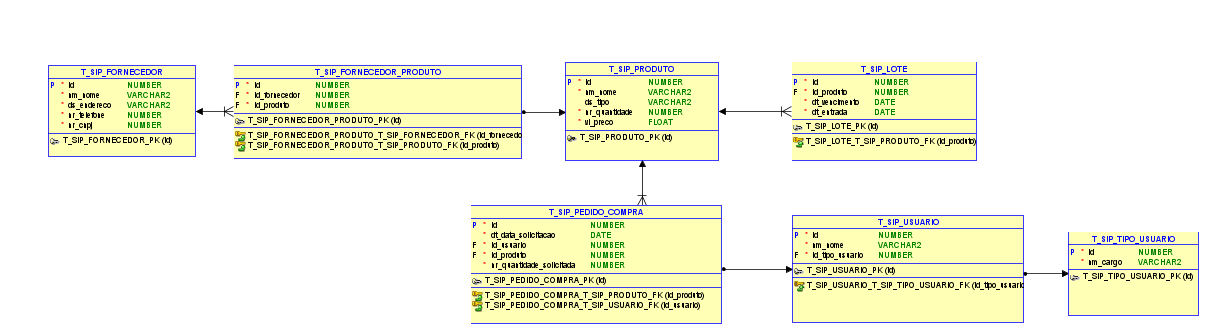 T_SIP_FORNECEDOR
P * id NUMBER
* nm_nome VARCHAR2
* ds_endereco VARCHAR2
* nr_telefone NUMBER
* nr_cnpj NUMBER
T_SIP_FORNECEDOR_PK (id)
T_SIP_FORNECEDOR_PRODUTO
P * id NUMBER
F * id_fornecedor NUMBER
F * id_produto NUMBER
T_SIP_FORNECEDOR_PRODUTO_PK (id)
T_SIP_FORNECEDOR_PRODUTO_T_SIP_FORNECEDOR_FK (id_fornecedo
T_SIP_FORNECEDOR_PRODUTO_T_SIP_PRODUTO_FK (id_produto)
T_SIP_PRODUTO
P * id NUMBER
* nm_nome VARCHAR2
ds_tipo VARCHAR2
* nr_quantidade NUMBER
* vl_preco FLOAT
T_SIP_PRODUTO_PK (id)
T_SIP_LOTE
P * id NUMBER
F * id_produto NUMBER
* dt_vencimento DATE
* dt_entrada DATE
T_SIP_LOTE_PK (id)
T_SIP_LOTE_T_SIP_PRODUTO_FK (id_produto)
T_SIP_PEDIDO_COMPRA
P * id NUMBER
* dt_data_solicitacao DATE
F * id_usuario NUMBER
F * id_produto NUMBER
* nr_quantidade_solicitada NUMBER
T_SIP_PEDIDO_COMPRA_PK (id)
T_SIP_PEDIDO_COMPRA_T_SIP_PRODUTO_FK (id_produto)
T_SIP_PEDIDO_COMPRA_T_SIP_USUARIO_FK (id_usuario)
T_SIP_USUARIO
P * id NUMBER
* nm_nome VARCHAR2
F * id_tipo_usuario NUMBER
T_SIP_USUARIO_PK (id)
T_SIP_USUARIO_T_SIP_TIPO_USUARIO_FK (id_tipo_usuario
T_SIP_TIPO_USUARIO
P * id NUMBER
* nm_cargo VARCHAR2
T_SIP_TIPO_USUARIO_PK (id)